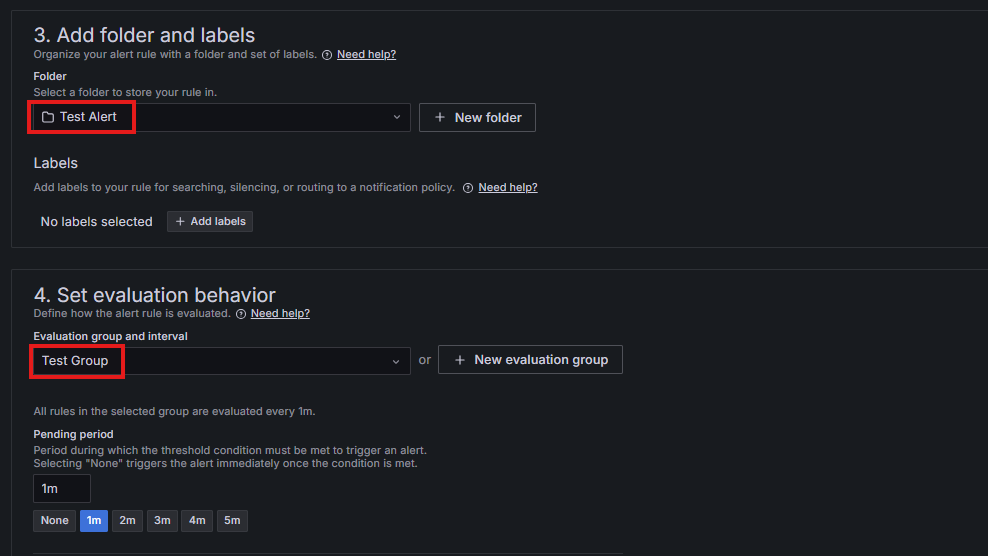 3. Add folder and labels
Organize your alert rule with a folder and set of labels. Need help?
Folder
Select a folder to store your rule in.
Test Alert + New folder
Labels
Add labels to your rule for searching, silencing, or routing to a notification policy. Need help?
No labels selected + Add labels
4. Set evaluation behavior
Define how the alert rule is evaluated. Need help?
Evaluation group and interval
Test Group or + New evaluation group
All rules in the selected group are evaluated every 1m.
Pending period
Period during which the threshold condition must be met to trigger an alert.
Selecting "None" triggers the alert immediately once the condition is met.
1m
None 1m 2m 3m 4m 5m